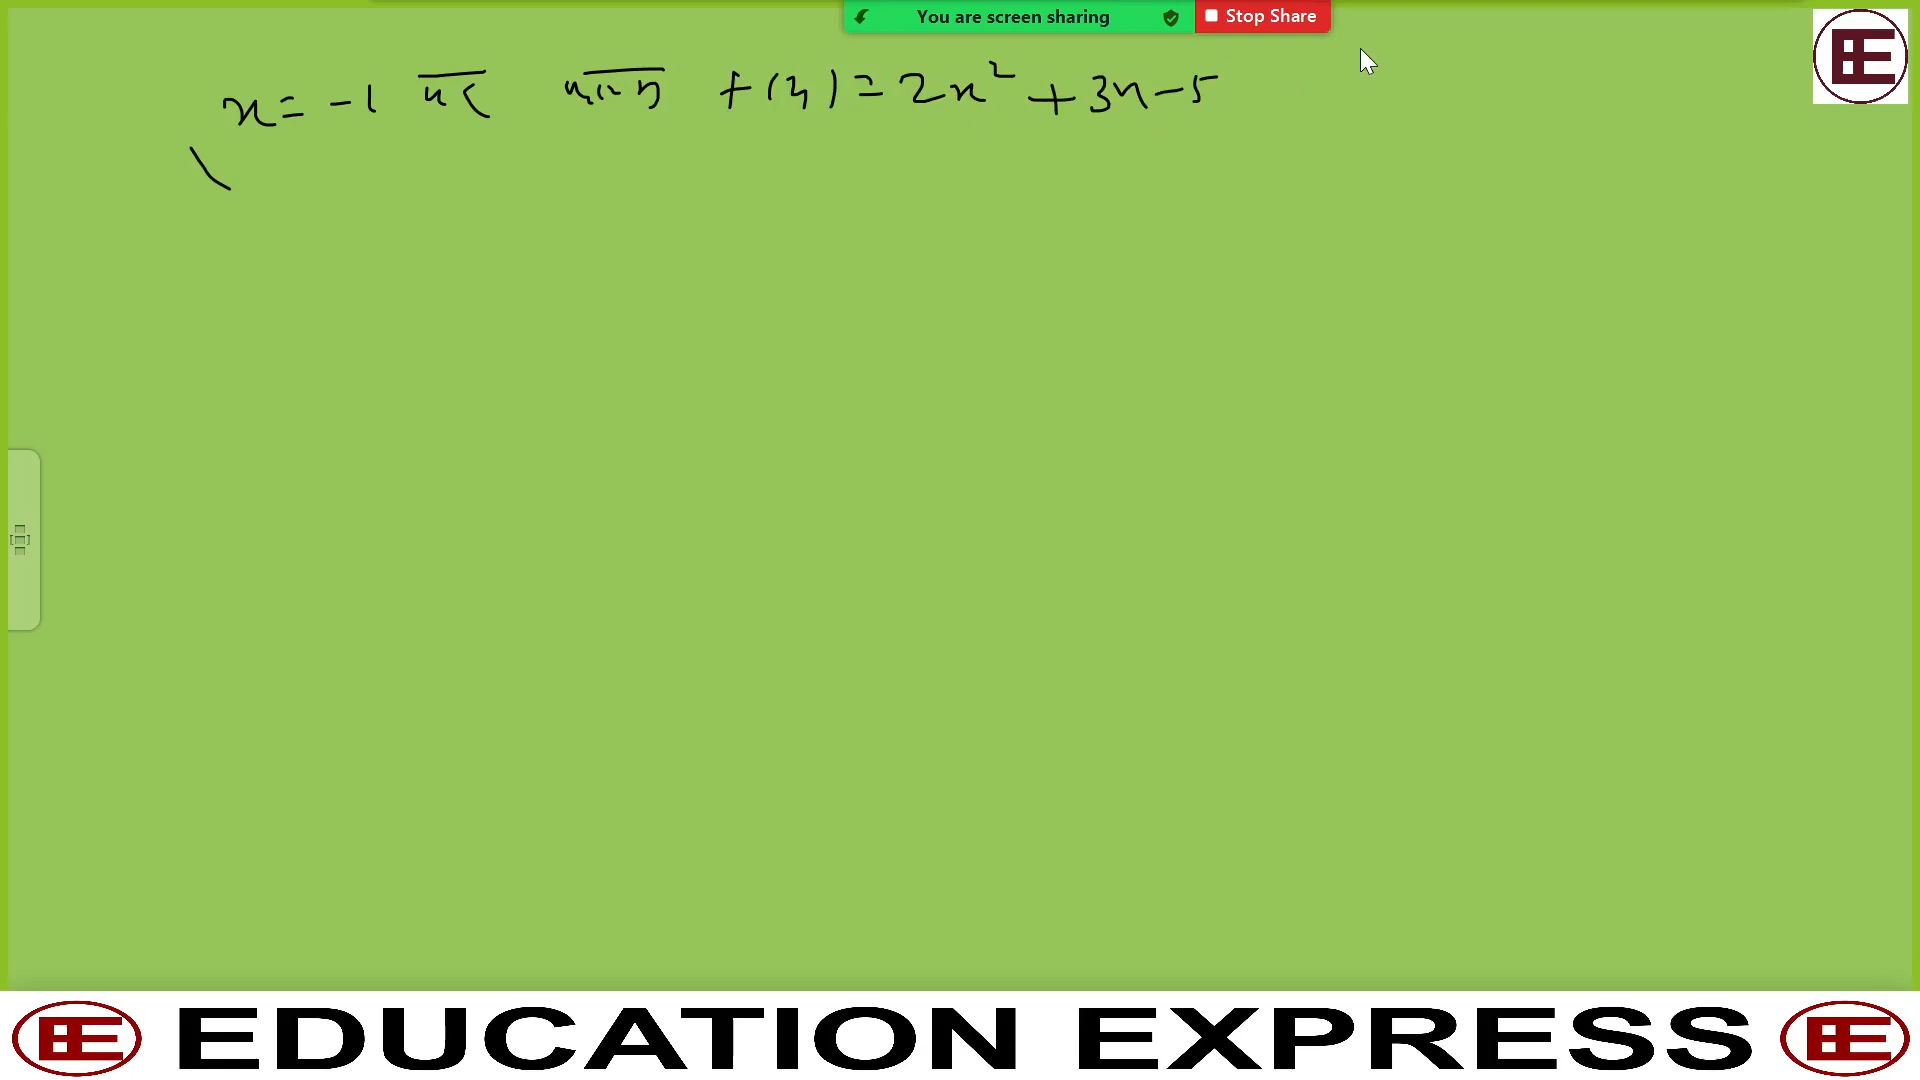 You are screen sharing Stop Share
x = -1 पर f(x) = 2x² + 3x - 5
EDUCATION EXPRESS